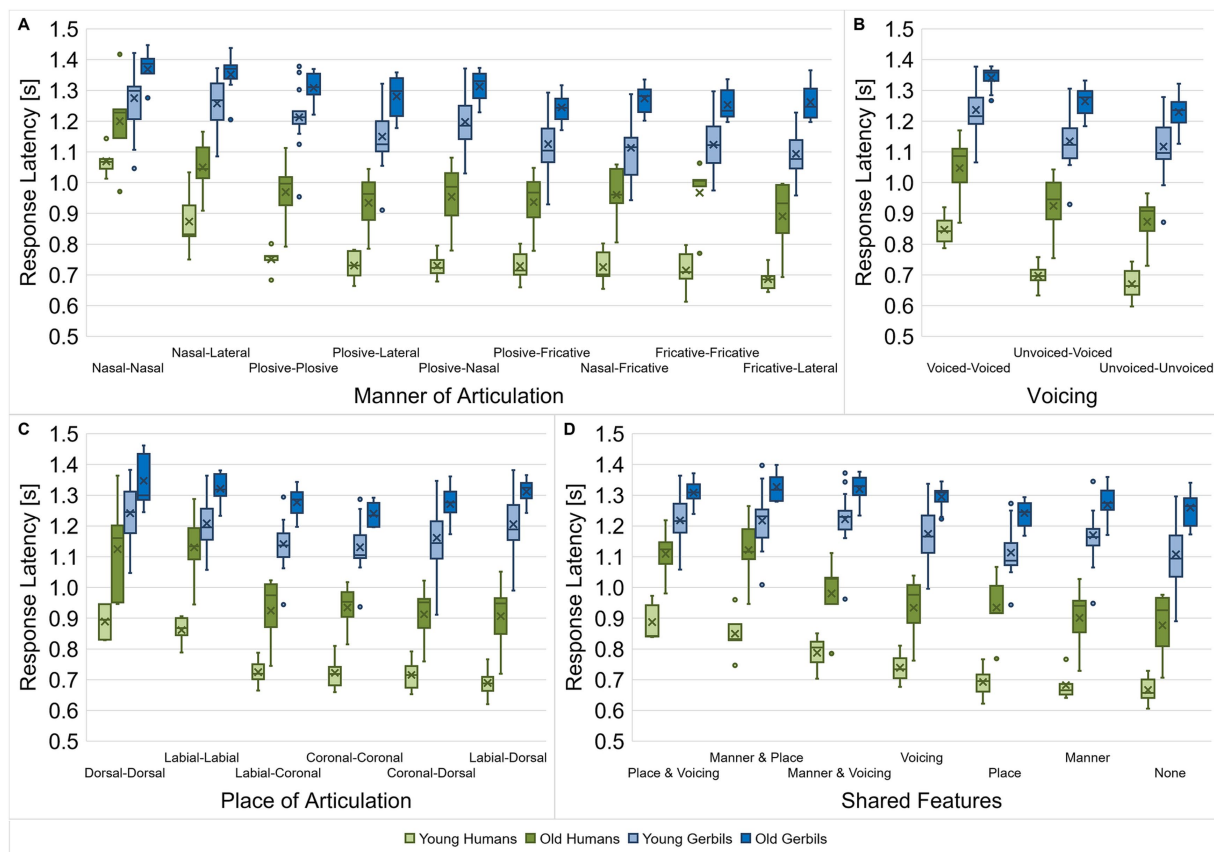 A
Response Latency [s]
1.5
1.4
1.3
1.2
1.1
1.0
0.9
0.8
0.7
0.6
0.5
Nasal-Lateral Plosive-Lateral Plosive-Fricative Fricative-Fricative
Nasal-Nasal Plosive-Plosive Plosive-Nasal Nasal-Fricative Fricative-Lateral
Manner of Articulation
B
Response Latency [s]
1.5
1.4
1.3
1.2
1.1
1.0
0.9
0.8
0.7
0.6
0.5
Unvoiced-Voiced
Voiced-Voiced Unvoiced-Unvoiced
Voicing
C
Response Latency [s]
1.5
1.4
1.3
1.2
1.1
1.0
0.9
0.8
0.7
0.6
0.5
Labial-Labial Coronal-Coronal Labial-Dorsal
Dorsal-Dorsal Labial-Coronal Coronal-Dorsal
Place of Articulation
D
Response Latency [s]
1.5
1.4
1.3
1.2
1.1
1.0
0.9
0.8
0.7
0.6
0.5
Manner & Place Voicing Manner
Place & Voicing Manner & Voicing Place None
Shared Features
Young Humans Old Humans Young Gerbils Old Gerbils